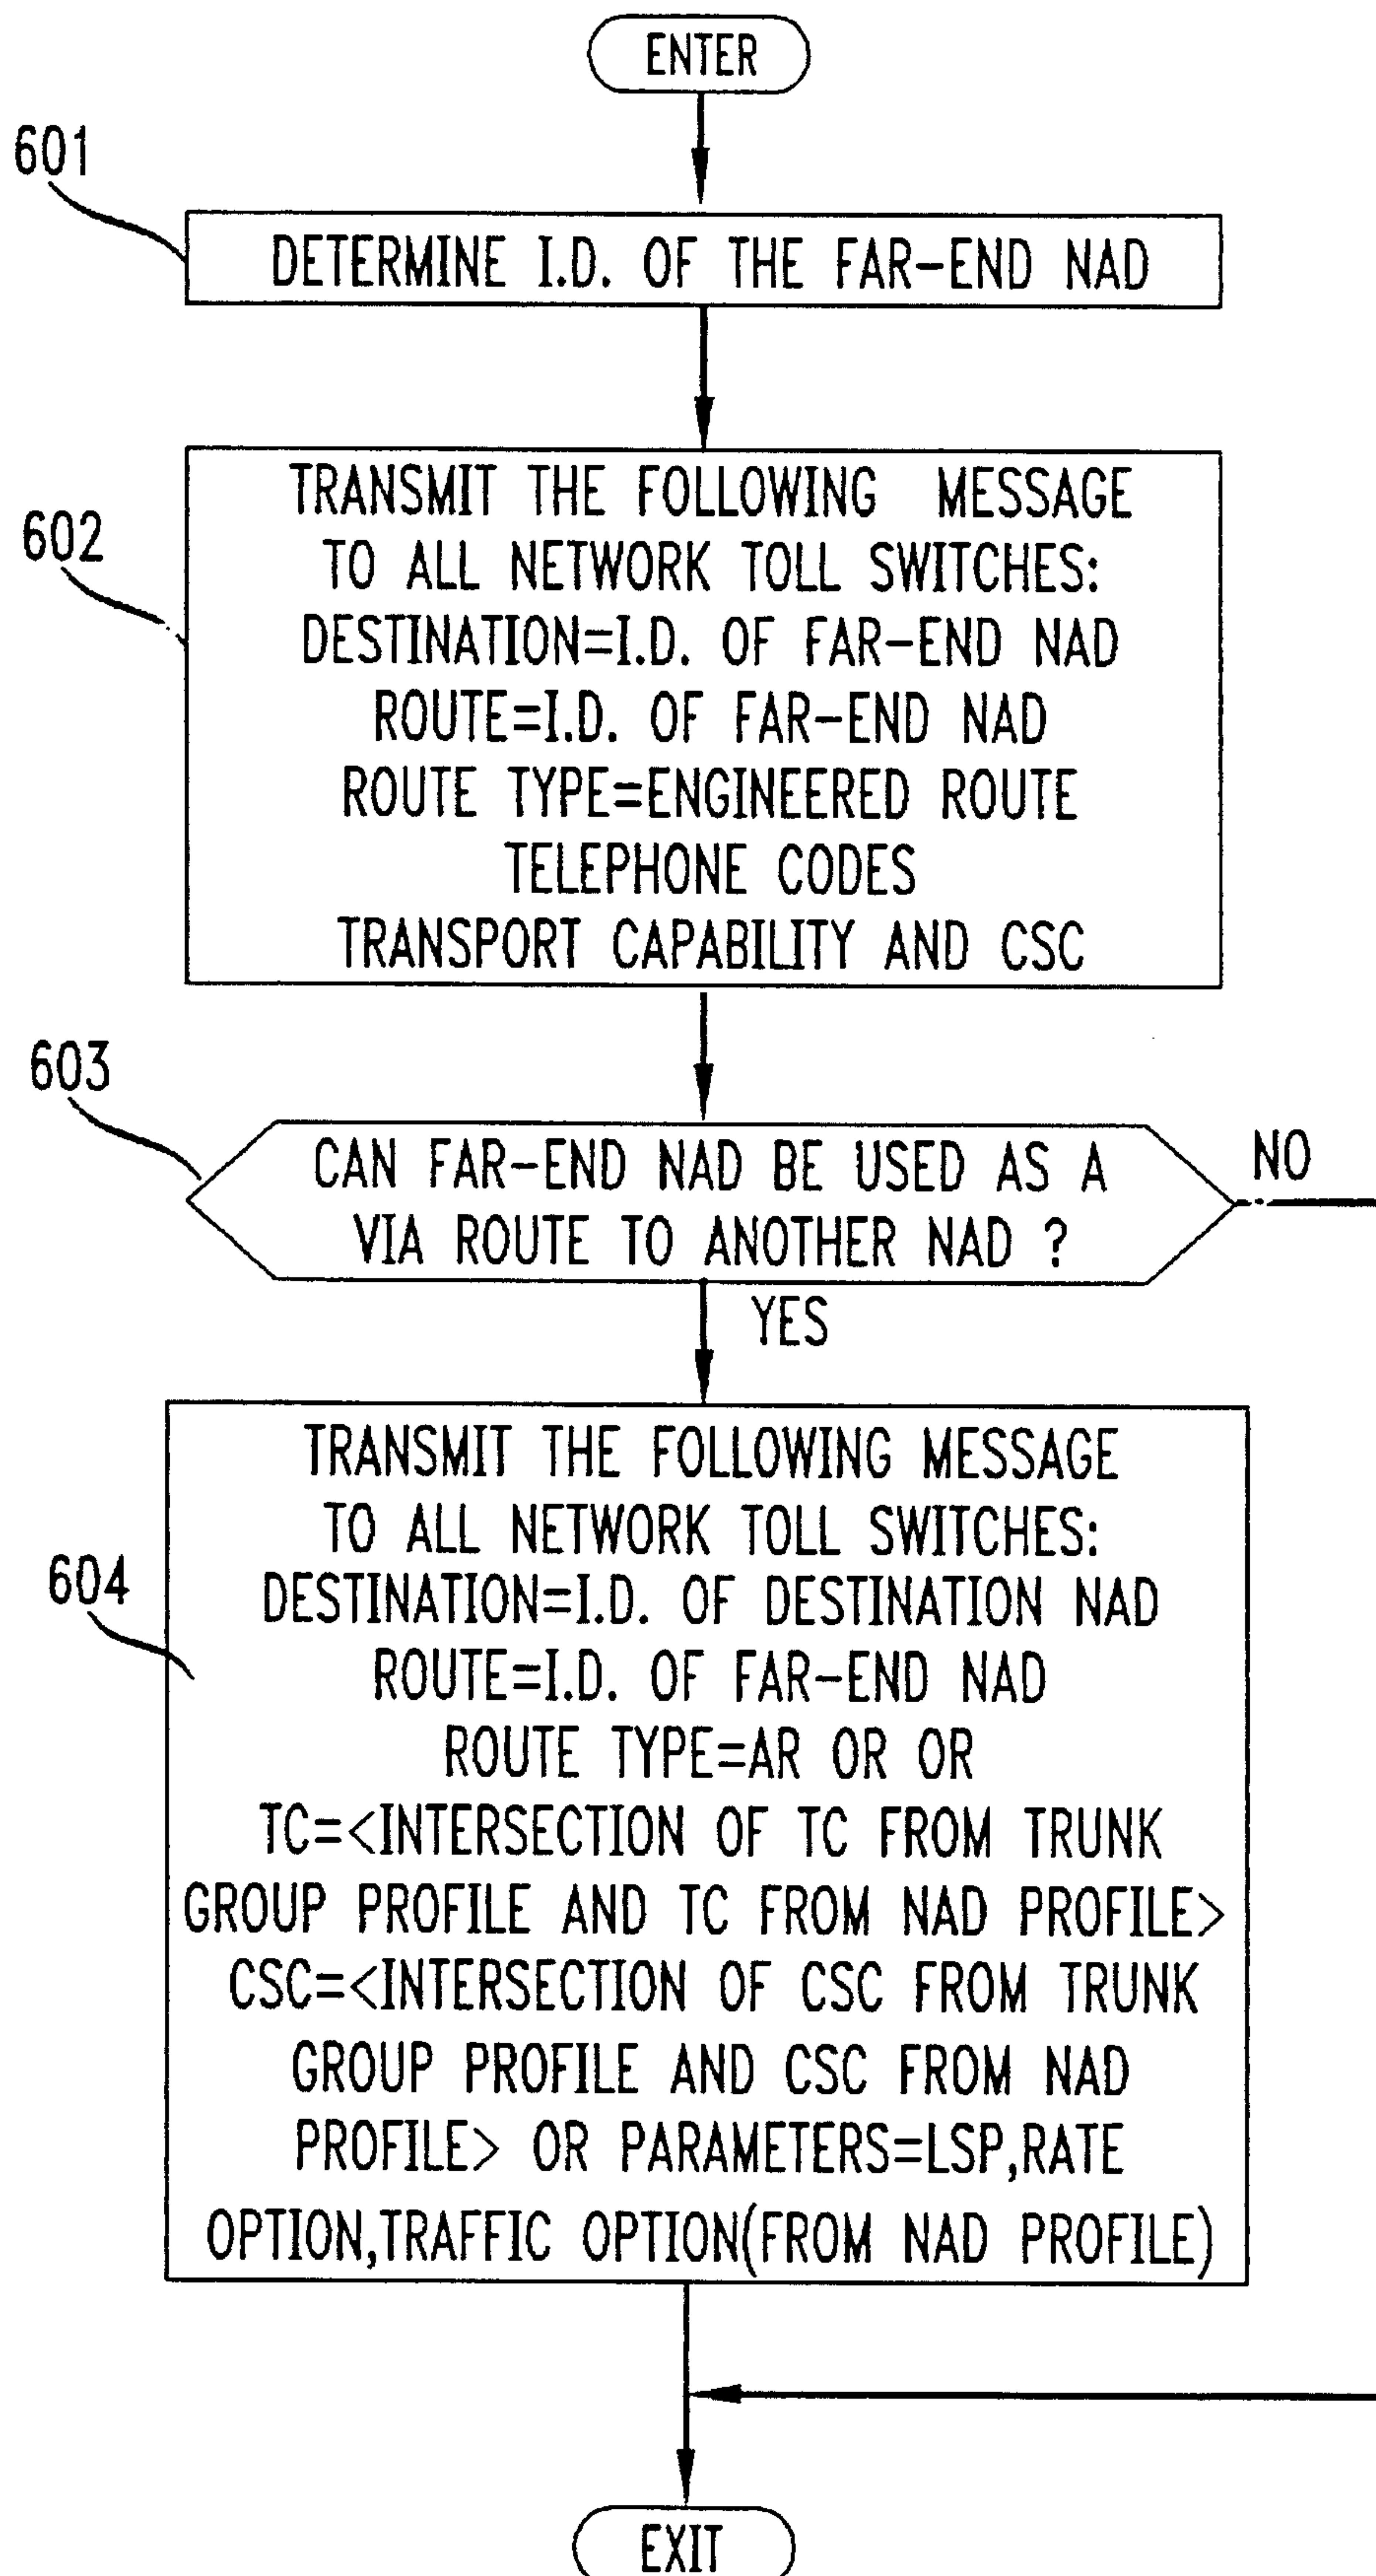 ENTER
601
DETERMINE I.D. OF THE FAR-END NAD
602
TRANSMIT THE FOLLOWING MESSAGE
TO ALL NETWORK TOLL SWITCHES:
DESTINATION=I.D. OF FAR-END NAD
ROUTE=I.D. OF FAR-END NAD
ROUTE TYPE=ENGINEERED ROUTE
TELEPHONE CODES
TRANSPORT CAPABILITY AND CSC
603
CAN FAR-END NAD BE USED AS A
VIA ROUTE TO ANOTHER NAD ?
NO
YES
604
TRANSMIT THE FOLLOWING MESSAGE
TO ALL NETWORK TOLL SWITCHES:
DESTINATION=I.D. OF DESTINATION NAD
ROUTE=I.D. OF FAR-END NAD
ROUTE TYPE=AR OR OR
TC=<INTERSECTION OF TC FROM TRUNK
GROUP PROFILE AND TC FROM NAD PROFILE>
CSC=<INTERSECTION OF CSC FROM TRUNK
GROUP PROFILE AND CSC FROM NAD
PROFILE> OR PARAMETERS=LSP,RATE
OPTION,TRAFFIC OPTION(FROM NAD PROFILE)
EXIT